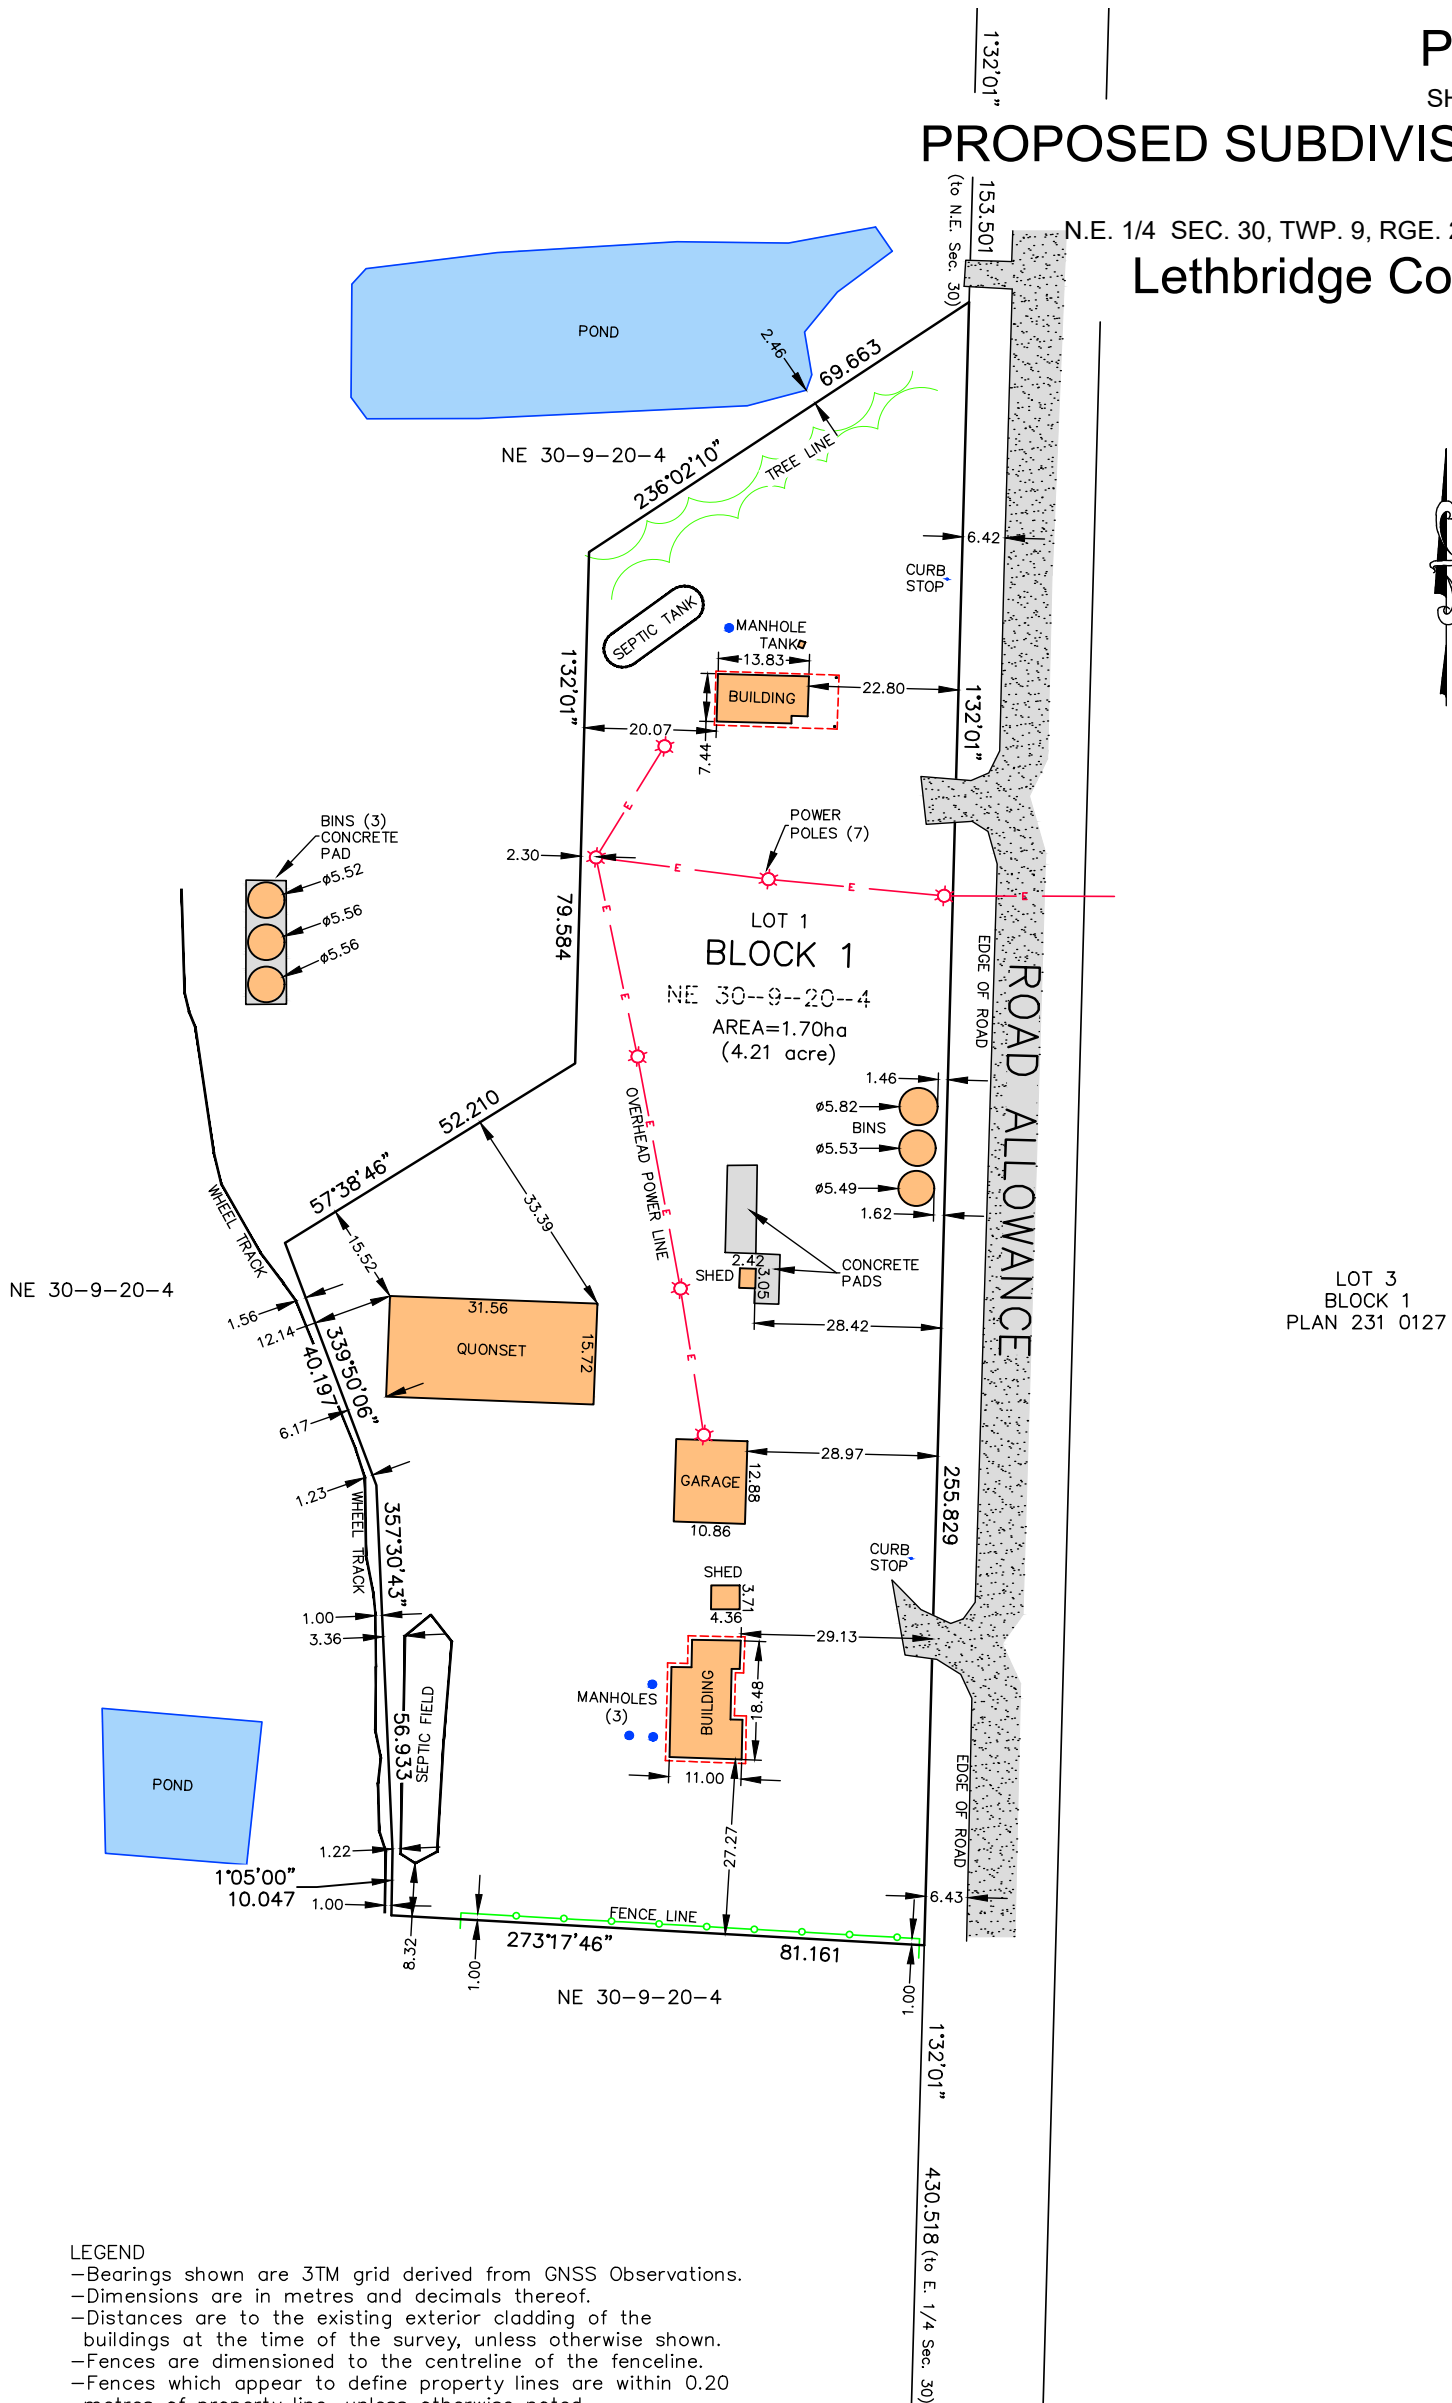 P
SH
PROPOSED SUBDIVIS
N.E. 1/4 SEC. 30, TWP. 9, RGE. 2
Lethbridge Co
1°32'01"
153.501
(to N.E. Sec. 30)
POND
2.46
69.663
236°02'10"
TREE LINE
NE 30-9-20-4
6.42
CURB
STOP
SEPTIC TANK
MANHOLE
TANK
13.83
BUILDING
22.80
1°32'01"
1°32'01"
20.07
7.44
BINS (3)
CONCRETE
PAD
ø5.52
ø5.56
ø5.56
POWER
POLES (7)
2.30
E
E
E
E
E
79.584
LOT 1
BLOCK 1
NE 30--9--20--4
AREA=1.70ha
(4.21 acre)
EDGE OF ROAD
ROAD ALLOWANCE
1.46
ø5.82
BINS
ø5.53
ø5.49
1.62
52.210
57°38'46"
OVERHEAD POWER LINE
E
E
E
E
WHEEL TRACK
33.39
15.52
2.42
SHED
3.05
CONCRETE
PADS
28.42
NE 30-9-20-4
LOT 3
BLOCK 1
PLAN 231 0127
1.56
12.14
31.56
QUONSET
15.72
339°50'06"
40.197
6.17
1.23
28.97
GARAGE
12.88
10.86
255.829
WHEEL TRACK
357°30'43"
CURB
STOP
SHED
3.71
4.36
1.00
3.36
29.13
MANHOLES
(3)
BUILDING
18.48
11.00
56.933
SEPTIC FIELD
POND
EDGE OF ROAD
27.27
1.22
1°05'00"
10.047
1.00
6.43
FENCE LINE
8.32
1.00
273°17'46"
81.161
1.00
NE 30-9-20-4
1°32'01"
430.518 (to E. 1/4 Sec. 30)
LEGEND
-Bearings shown are 3TM grid derived from GNSS Observations.
-Dimensions are in metres and decimals thereof.
-Distances are to the existing exterior cladding of the
buildings at the time of the survey, unless otherwise shown.
-Fences are dimensioned to the centreline of the fenceline.
-Fences which appear to define property lines are within 0.20
metres of property line, unless otherwise noted